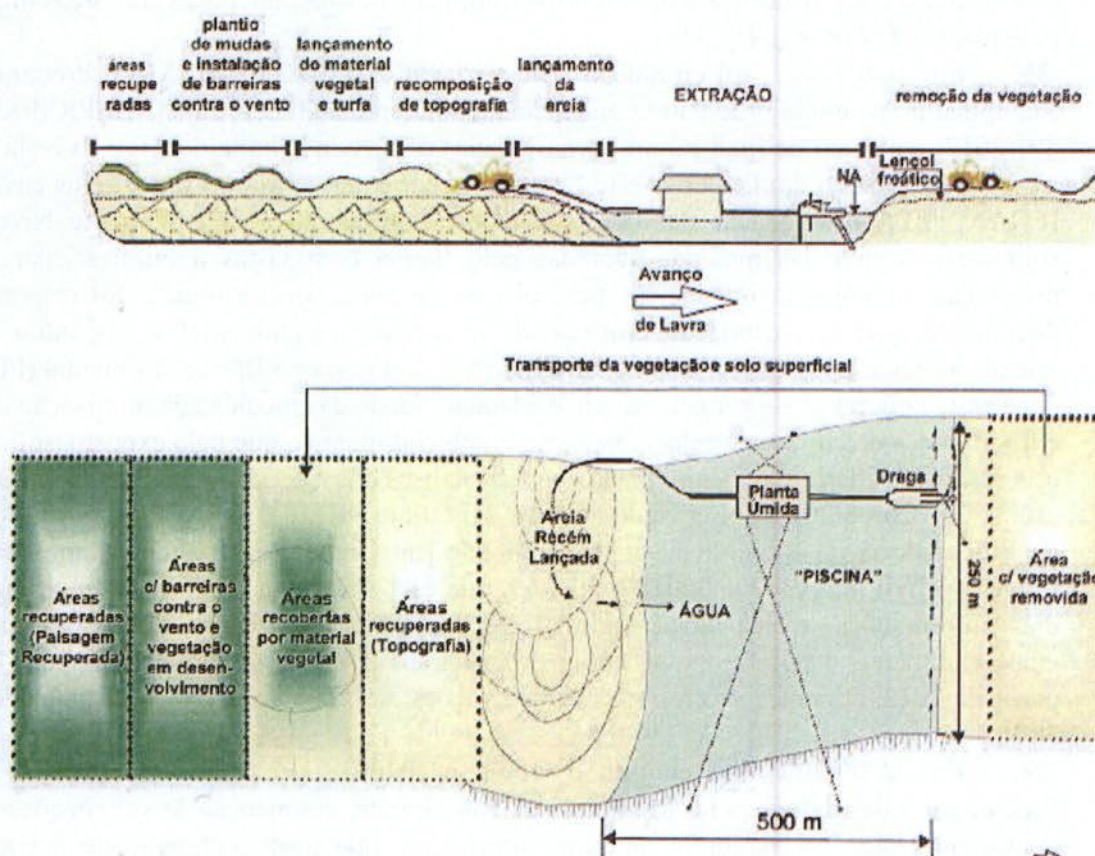 áreas
recupe
radas
plantio
de mudas
e instalação
de barreiras
contra o vento
lançamento
do material
vegetal
e turfa
recomposição
de topografia
lançamento
da
areia
EXTRAÇÃO
remoção da vegetação
NA
Lençol
freático
Avanço
de Lavra
Transporte da vegetação e solo superficial
Áreas
recuperadas
(Paisagem
Recuperada)
Áreas
c/ barreiras
contra o
vento e
vegetação
em desen-
volvimento
Áreas
recobertas
por material
vegetal
Áreas
recuperadas
(Topografia)
Areia
Recém
Lançada
ÁGUA
Planta
Úmida
"PISCINA"
Draga
250 m
Área
c/ vegetação
removida
500 m